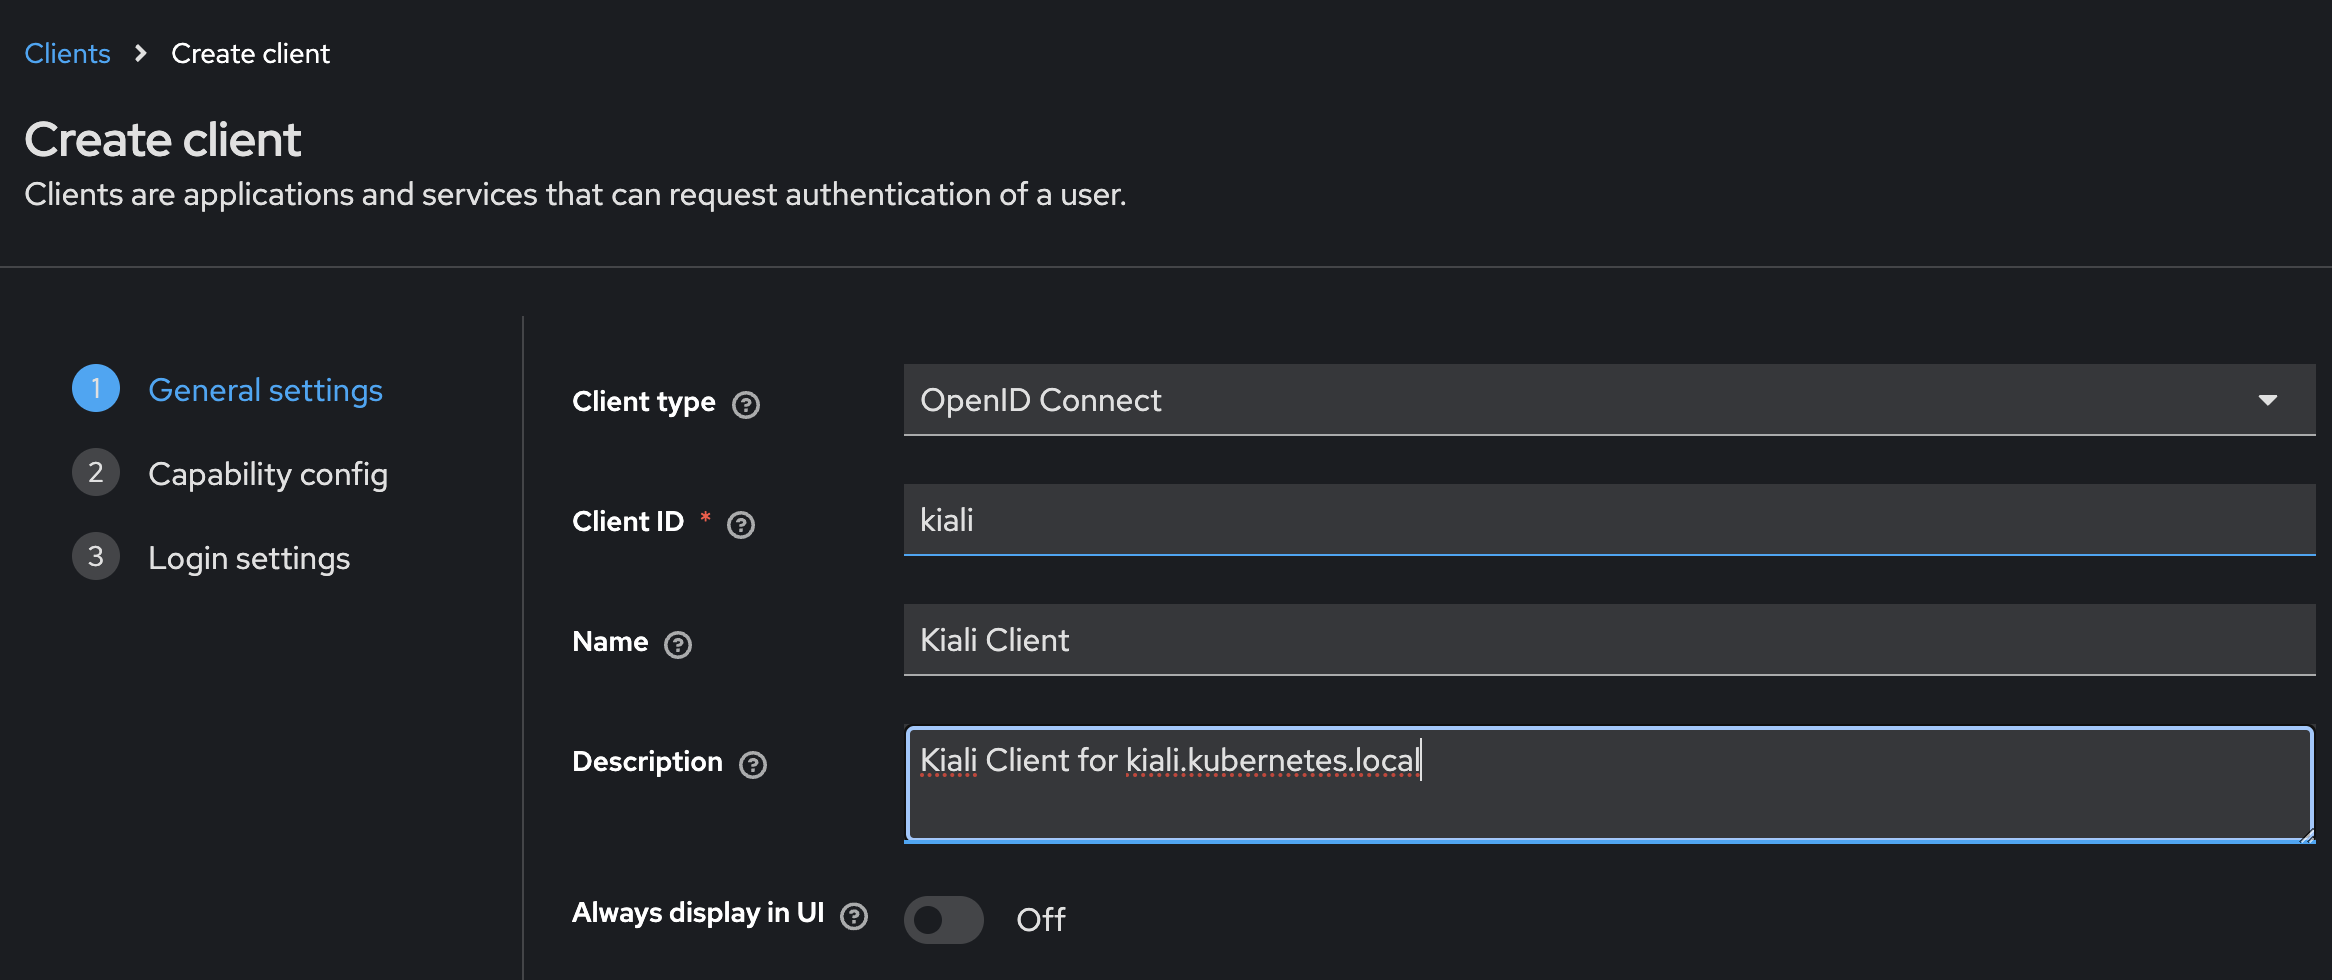 Clients > Create client
Create client
Clients are applications and services that can request authentication of a user.
1 General settings
2 Capability config
3 Login settings
Client type ? OpenID Connect
Client ID * ? kiali
Name ? Kiali Client
Description ? Kiali Client for kiali.kubernetes.local
Always display in UI ? Off